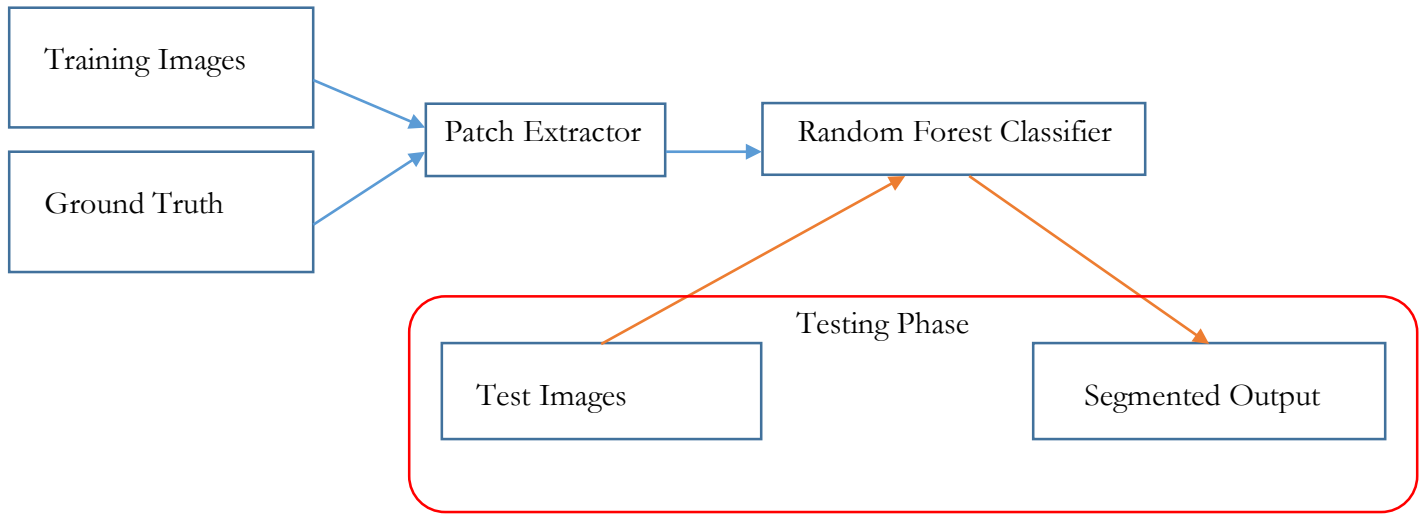 Training Images
Ground Truth
Patch Extractor
Random Forest Classifier
Testing Phase
Test Images
Segmented Output